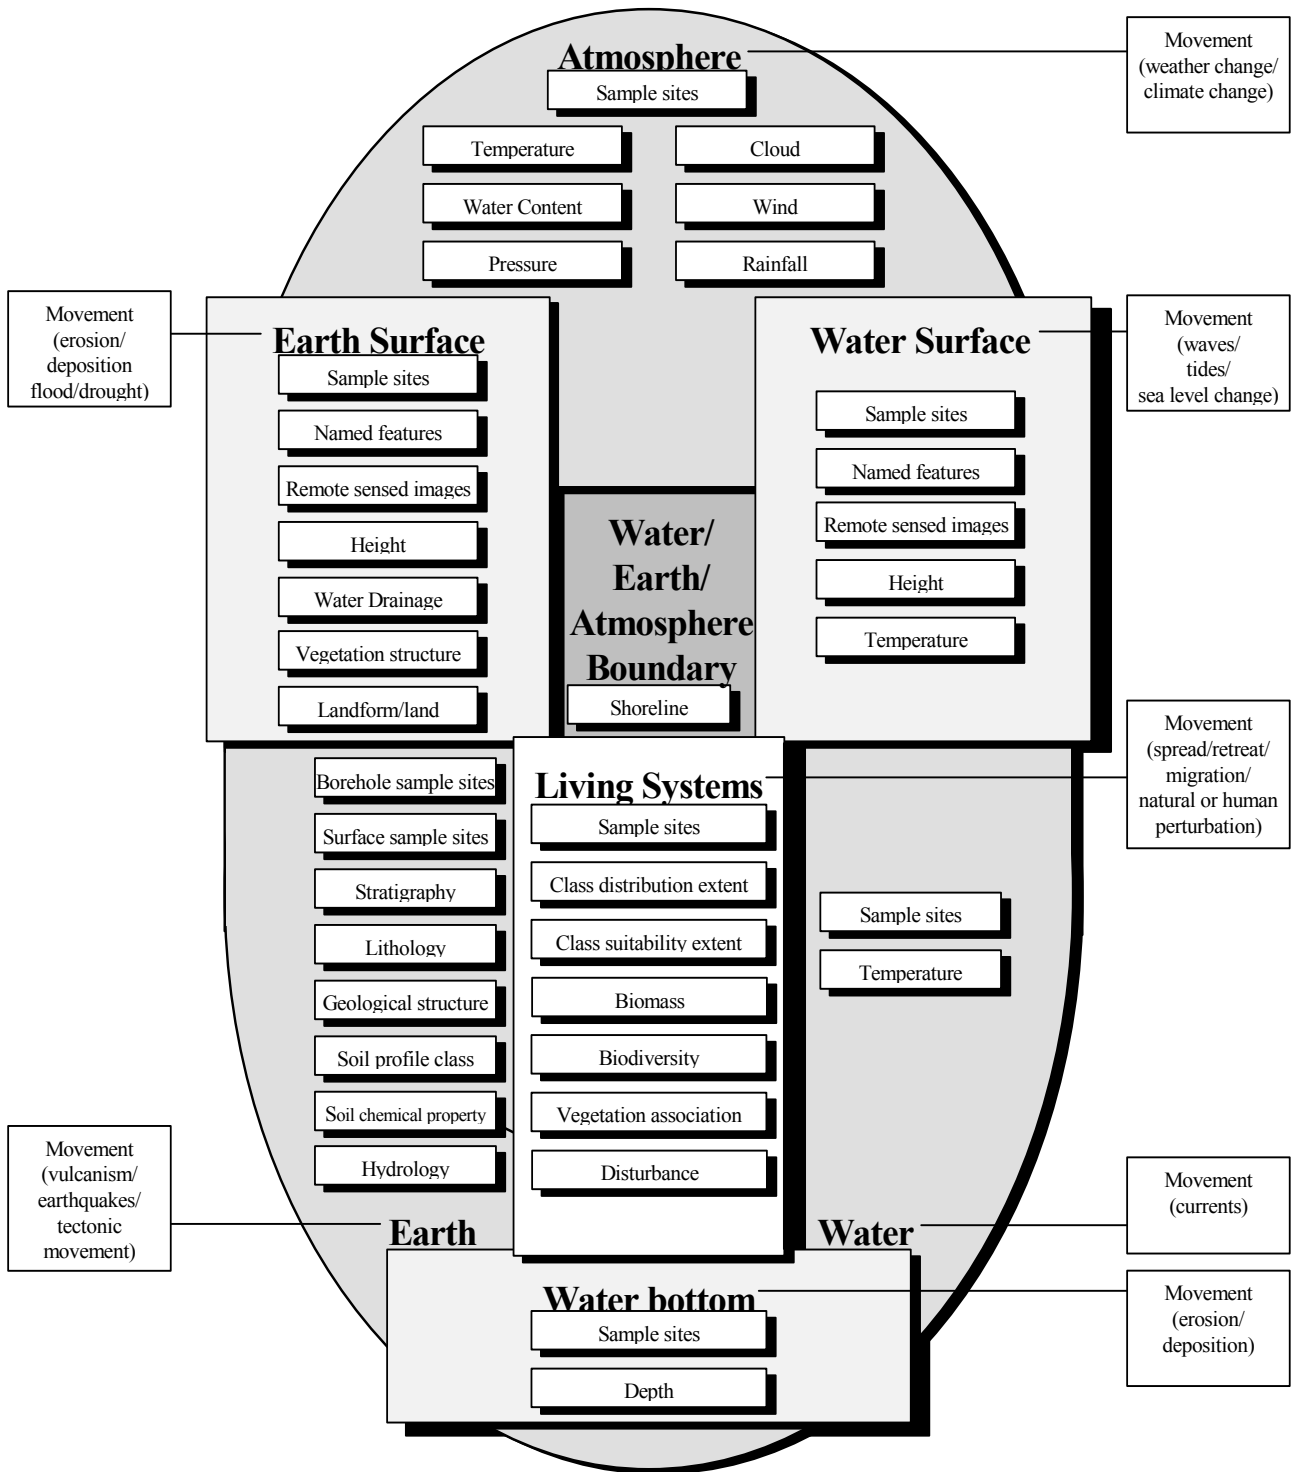 Atmosphere
Sample sites
Temperature
Cloud
Water Content
Wind
Pressure
Rainfall
Movement
(weather change/
climate change)
Movement
(erosion/
deposition
flood/drought)
Earth Surface
Sample sites
Named features
Remote sensed images
Height
Water Drainage
Vegetation structure
Landform/land
Water/
Earth/
Atmosphere
Boundary
Shoreline
Water Surface
Sample sites
Named features
Remote sensed images
Height
Temperature
Movement
(waves/
tides/
sea level change)
Borehole sample sites
Surface sample sites
Stratigraphy
Lithology
Geological structure
Soil profile class
Soil chemical property
Hydrology
Earth
Movement
(vulcanism/
earthquakes/
tectonic
movement)
Living Systems
Sample sites
Class distribution extent
Class suitability extent
Biomass
Biodiversity
Vegetation association
Disturbance
Movement
(spread/retreat/
migration/
natural or human
perturbation)
Sample sites
Temperature
Water
Movement
(currents)
Water bottom
Sample sites
Depth
Movement
(erosion/
deposition)